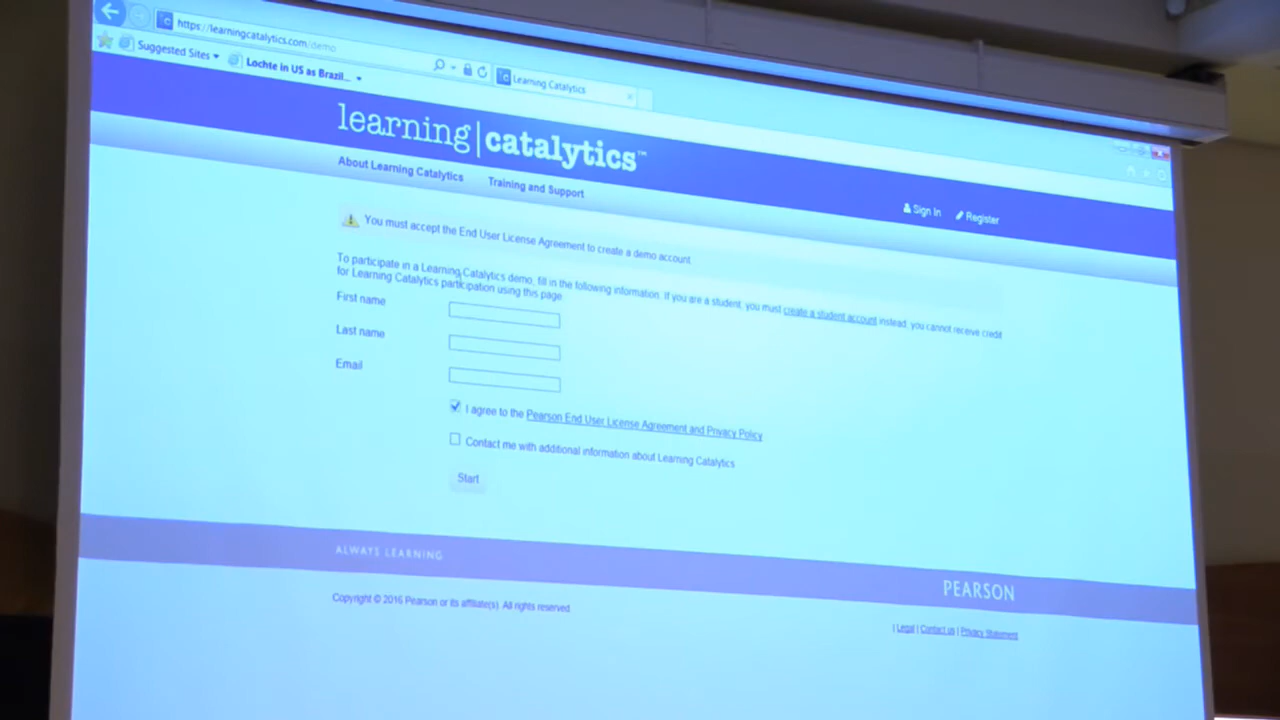 https://learningcatalytics.com/demo
Learning Catalytics
Suggested Sites
Lochte in US as Brazil...
learning|catalytics™
About Learning Catalytics
Training and Support
Sign In
Register
You must accept the End User License Agreement to create a demo account
To participate in a Learning Catalytics demo, fill in the following information. If you are a student, you must create a student account instead; you cannot receive credit
for Learning Catalytics participation using this page.
First name
Last name
Email
I agree to the Pearson End User License Agreement and Privacy Policy
Contact me with additional information about Learning Catalytics
Start
ALWAYS LEARNING
PEARSON
Copyright © 2016 Pearson or its affiliate(s). All rights reserved.
| Legal | Contact us | Privacy Statement